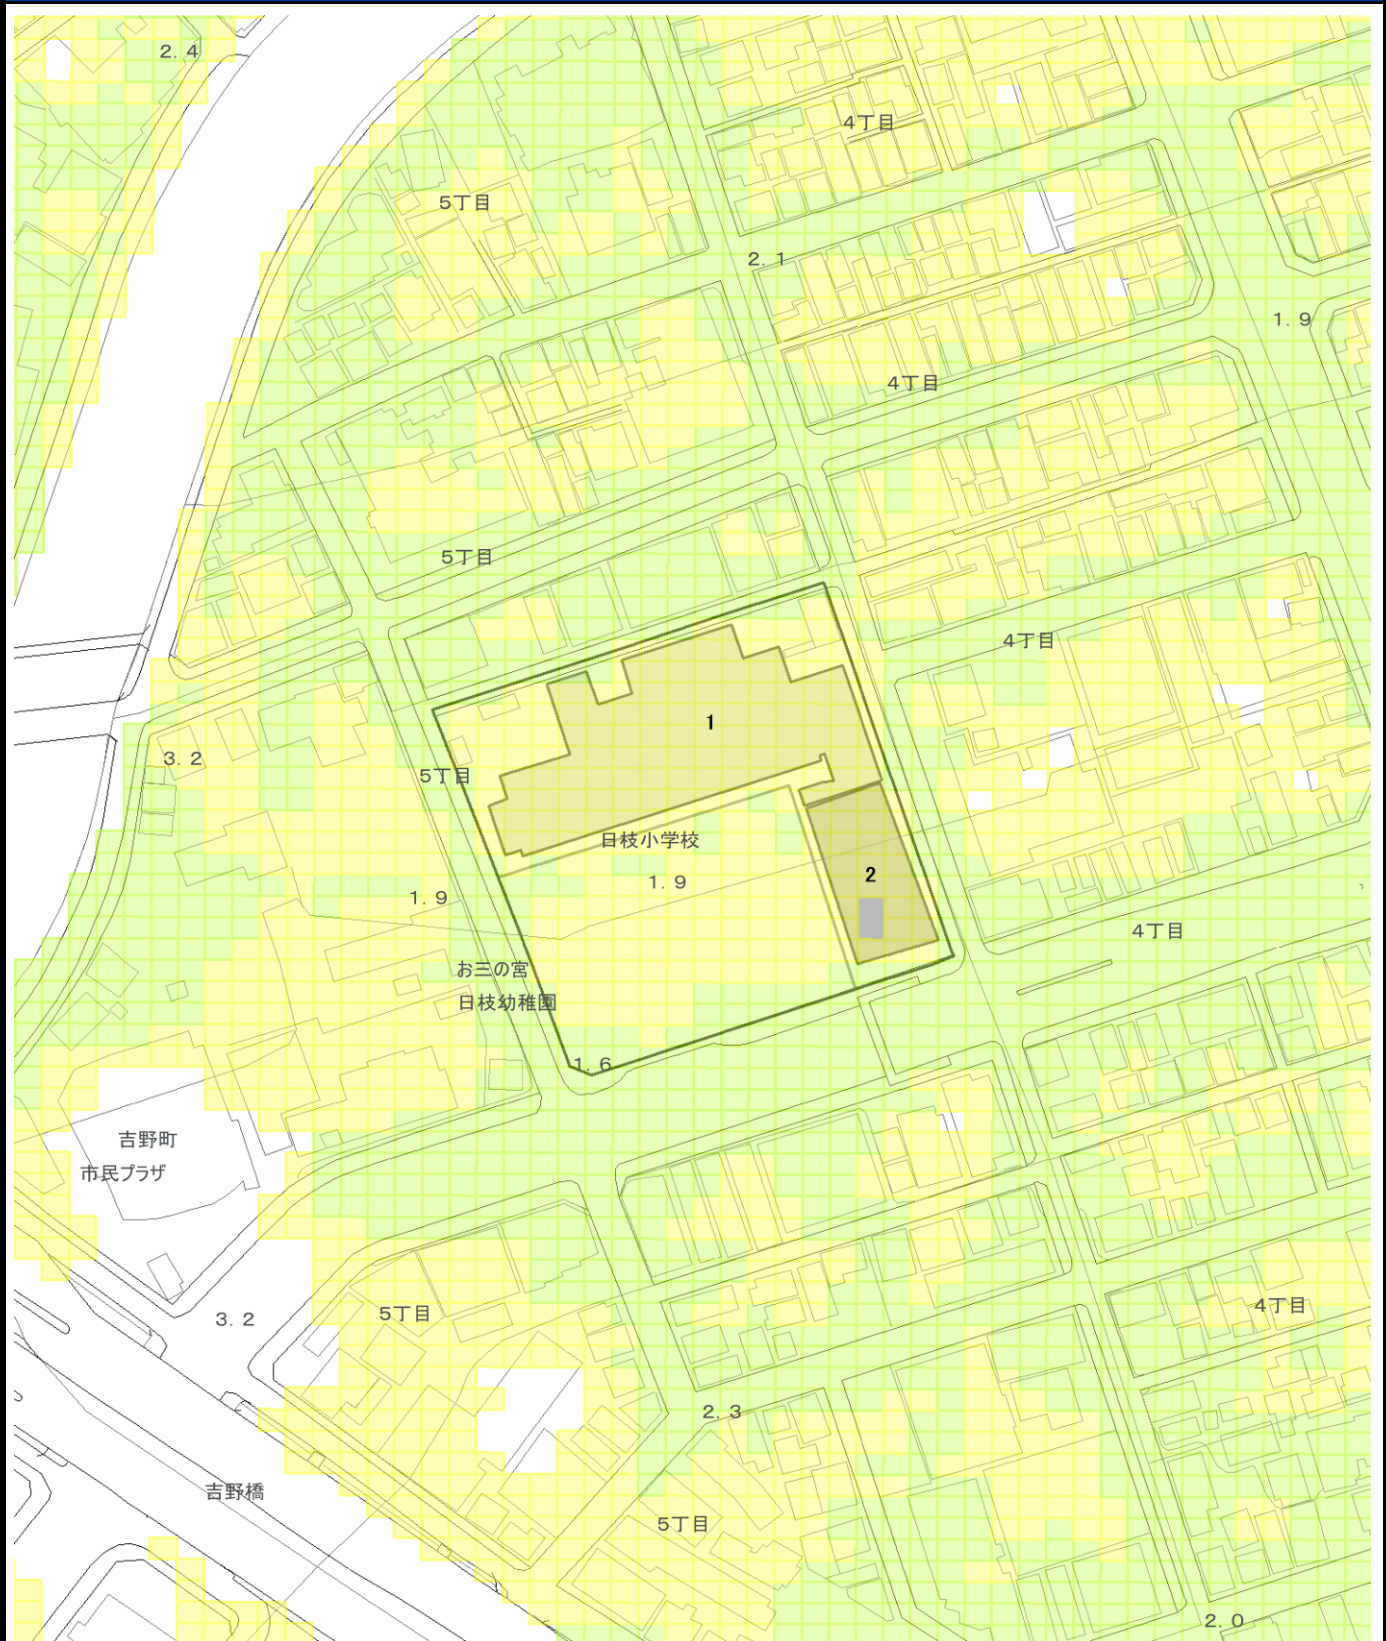 2.4
4丁目
5丁目
2.1
1.9
4丁目
5丁目
4丁目
1
3.2
5丁目
日枝小学校
2
1.9
1.9
4丁目
お三の宮
日枝幼稚園
1.6
吉野町
市民プラザ
4丁目
5丁目
3.2
2.3
吉野橋
5丁目
2.0